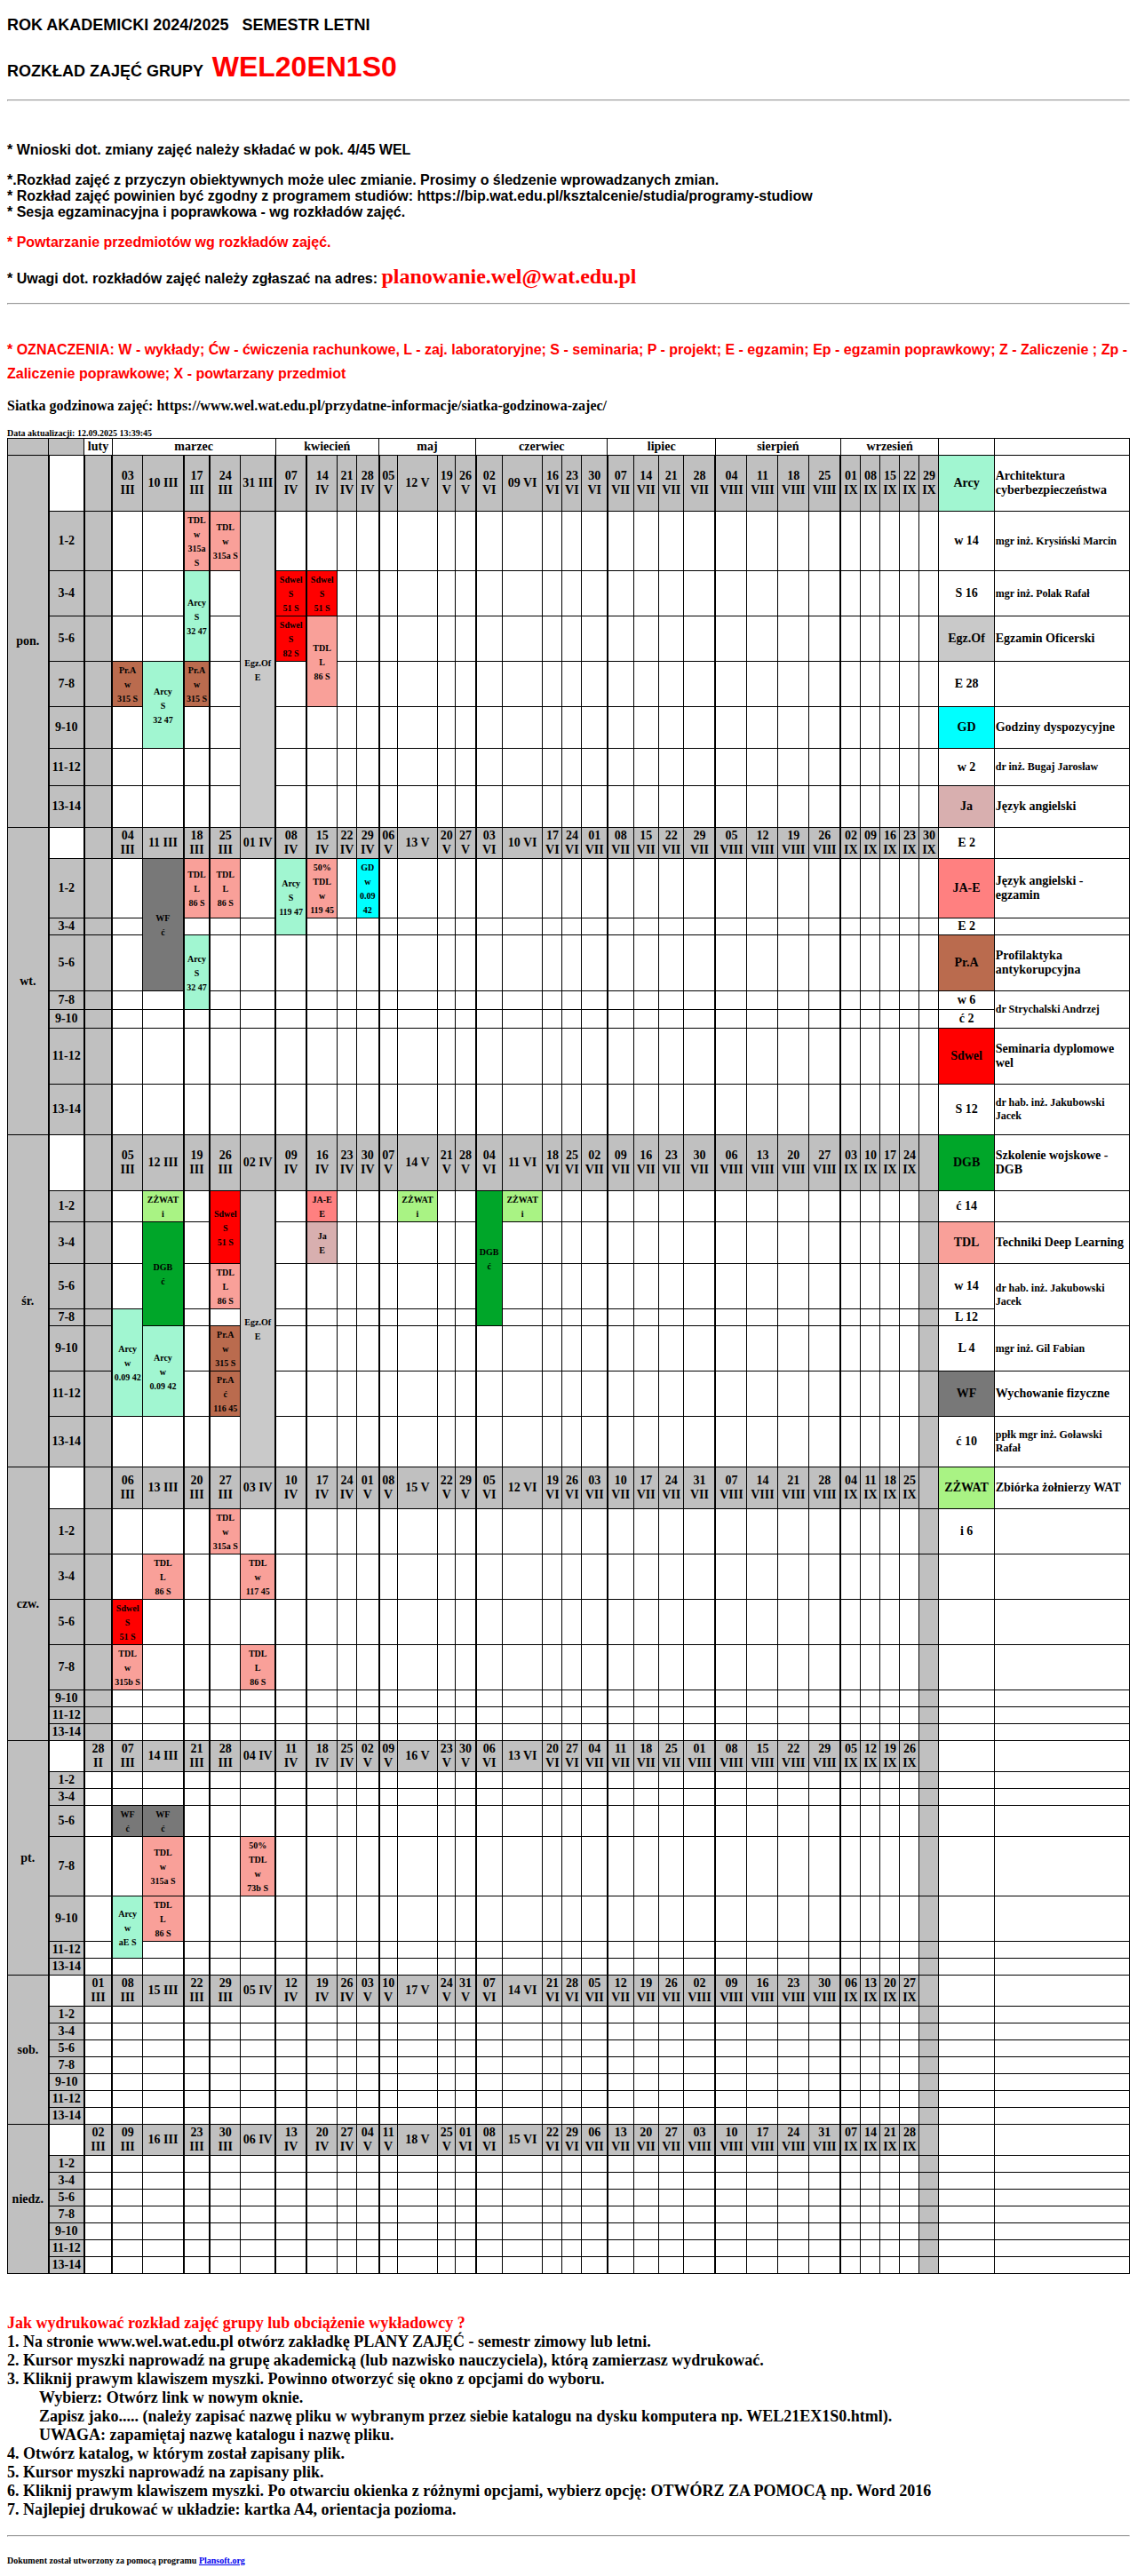 ROK AKADEMICKI 2024/2025 SEMESTR LETNI
ROZKŁAD ZAJĘĆ GRUPY WEL20EN1S0
* Wnioski dot. zmiany zajęć należy składać w pok. 4/45 WEL
*.Rozkład zajęć z przyczyn obiektywnych może ulec zmianie. Prosimy o śledzenie wprowadzanych zmian.
* Rozkład zajęć powinien być zgodny z programem studiów: https://bip.wat.edu.pl/ksztalcenie/studia/programy-studiow
* Sesja egzaminacyjna i poprawkowa - wg rozkładów zajęć.
* Powtarzanie przedmiotów wg rozkładów zajęć.
* Uwagi dot. rozkładów zajęć należy zgłaszać na adres: planowanie.wel@wat.edu.pl
* OZNACZENIA: W - wykłady; Ćw - ćwiczenia rachunkowe, L - zaj. laboratoryjne; S - seminaria; P - projekt; E - egzamin; Ep - egzamin poprawkowy; Z - Zaliczenie ; Zp -
Zaliczenie poprawkowe; X - powtarzany przedmiot
Siatka godzinowa zajęć: https://www.wel.wat.edu.pl/przydatne-informacje/siatka-godzinowa-zajec/
Data aktualizacji: 12.09.2025 13:39:45
luty marzec kwiecień maj czerwiec lipiec sierpień wrzesień
pon. 03 III 10 III 17 III 24 III 31 III 07 IV 14 IV 21 IV 28 IV 05 V 12 V 19 V 26 V 02 VI 09 VI 16 VI 23 VI 30 VI 07 VII 14 VII 21 VII 28 VII 04 VIII 11 VIII 18 VIII 25 VIII 01 IX 08 IX 15 IX 22 IX 29 IX Arcy Architektura cyberbezpieczeństwa
1-2 TDL w 315a S TDL w 315a S Egz.Of E w 14 mgr inż. Krysiński Marcin
3-4 Arcy S 32 47 Sdwel S 51 S Sdwel S 51 S S 16 mgr inż. Polak Rafał
5-6 Sdwel S 82 S TDL L 86 S Egz.Of Egzamin Oficerski
7-8 Pr.A w 315 S Arcy S 32 47 Pr.A w 315 S E 28
9-10 GD Godziny dyspozycyjne
11-12 w 2 dr inż. Bugaj Jarosław
13-14 Ja Język angielski
wt. 04 III 11 III 18 III 25 III 01 IV 08 IV 15 IV 22 IV 29 IV 06 V 13 V 20 V 27 V 03 VI 10 VI 17 VI 24 VI 01 VII 08 VII 15 VII 22 VII 29 VII 05 VIII 12 VIII 19 VIII 26 VIII 02 IX 09 IX 16 IX 23 IX 30 IX E 2
1-2 WF ć TDL L 86 S TDL L 86 S Arcy S 119 47 50% TDL w 119 45 GD w 0.09 42 JA-E Język angielski - egzamin
3-4 E 2
5-6 Arcy S 32 47 Pr.A Profilaktyka antykorupcyjna
7-8 w 6 dr Strychalski Andrzej
9-10 ć 2
11-12 Sdwel Seminaria dyplomowe wel
13-14 S 12 dr hab. inż. Jakubowski Jacek
śr. 05 III 12 III 19 III 26 III 02 IV 09 IV 16 IV 23 IV 30 IV 07 V 14 V 21 V 28 V 04 VI 11 VI 18 VI 25 VI 02 VII 09 VII 16 VII 23 VII 30 VII 06 VIII 13 VIII 20 VIII 27 VIII 03 IX 10 IX 17 IX 24 IX DGB Szkolenie wojskowe - DGB
1-2 ZŻWAT i Sdwel S 51 S Egz.Of E JA-E E ZŻWAT i DGB ć ZŻWAT i ć 14
3-4 DGB ć Ja E TDL Techniki Deep Learning
5-6 TDL L 86 S w 14 dr hab. inż. Jakubowski Jacek
7-8 Arcy w 0.09 42 L 12
9-10 Arcy w 0.09 42 Pr.A w 315 S L 4 mgr inż. Gil Fabian
11-12 Pr.A ć 116 45 WF Wychowanie fizyczne
13-14 ć 10 ppłk mgr inż. Goławski Rafał
czw. 06 III 13 III 20 III 27 III 03 IV 10 IV 17 IV 24 IV 01 V 08 V 15 V 22 V 29 V 05 VI 12 VI 19 VI 26 VI 03 VII 10 VII 17 VII 24 VII 31 VII 07 VIII 14 VIII 21 VIII 28 VIII 04 IX 11 IX 18 IX 25 IX ZŻWAT Zbiórka żołnierzy WAT
1-2 TDL w 315a S i 6
3-4 TDL L 86 S TDL w 117 45
5-6 Sdwel S 51 S
7-8 TDL w 315b S TDL L 86 S
9-10
11-12
13-14
pt. 28 II 07 III 14 III 21 III 28 III 04 IV 11 IV 18 IV 25 IV 02 V 09 V 16 V 23 V 30 V 06 VI 13 VI 20 VI 27 VI 04 VII 11 VII 18 VII 25 VII 01 VIII 08 VIII 15 VIII 22 VIII 29 VIII 05 IX 12 IX 19 IX 26 IX
1-2
3-4
5-6 WF ć WF ć
7-8 TDL w 315a S 50% TDL w 73b S
9-10 Arcy w aE S TDL L 86 S
11-12
13-14
sob. 01 III 08 III 15 III 22 III 29 III 05 IV 12 IV 19 IV 26 IV 03 V 10 V 17 V 24 V 31 V 07 VI 14 VI 21 VI 28 VI 05 VII 12 VII 19 VII 26 VII 02 VIII 09 VIII 16 VIII 23 VIII 30 VIII 06 IX 13 IX 20 IX 27 IX
1-2
3-4
5-6
7-8
9-10
11-12
13-14
niedz. 02 III 09 III 16 III 23 III 30 III 06 IV 13 IV 20 IV 27 IV 04 V 11 V 18 V 25 V 01 VI 08 VI 15 VI 22 VI 29 VI 06 VII 13 VII 20 VII 27 VII 03 VIII 10 VIII 17 VIII 24 VIII 31 VIII 07 IX 14 IX 21 IX 28 IX
1-2
3-4
5-6
7-8
9-10
11-12
13-14
Jak wydrukować rozkład zajęć grupy lub obciążenie wykładowcy ?
1. Na stronie www.wel.wat.edu.pl otwórz zakładkę PLANY ZAJĘĆ - semestr zimowy lub letni.
2. Kursor myszki naprowadź na grupę akademicką (lub nazwisko nauczyciela), którą zamierzasz wydrukować.
3. Kliknij prawym klawiszem myszki. Powinno otworzyć się okno z opcjami do wyboru.
Wybierz: Otwórz link w nowym oknie.
Zapisz jako..... (należy zapisać nazwę pliku w wybranym przez siebie katalogu na dysku komputera np. WEL21EX1S0.html).
UWAGA: zapamiętaj nazwę katalogu i nazwę pliku.
4. Otwórz katalog, w którym został zapisany plik.
5. Kursor myszki naprowadź na zapisany plik.
6. Kliknij prawym klawiszem myszki. Po otwarciu okienka z różnymi opcjami, wybierz opcję: OTWÓRZ ZA POMOCĄ np. Word 2016
7. Najlepiej drukować w układzie: kartka A4, orientacja pozioma.
Dokument został utworzony za pomocą programu Plansoft.org